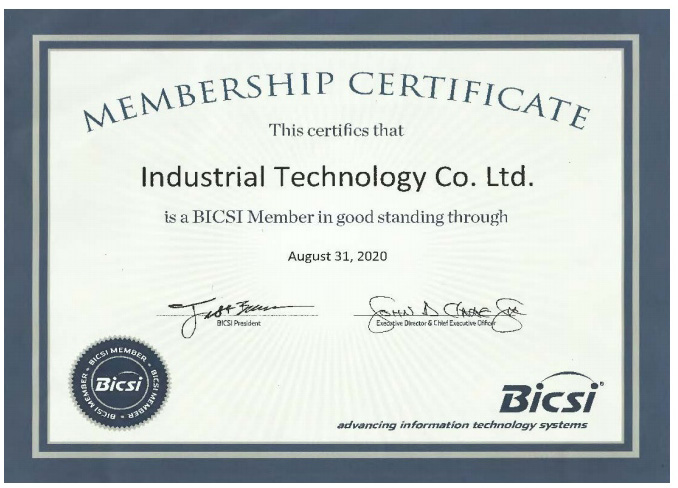 MEMBERSHIP CERTIFICATE
This certifies that
Industrial Technology Co. Ltd.
is a BICSI Member in good standing through
August 31, 2020
BICSI President
Executive Director & Chief Executive Officer
BICSI MEMBER • BICSI MEMBER • BICSI MEMBER • BICSI MEMBER •
Bicsi
Bicsi®
advancing information technology systems